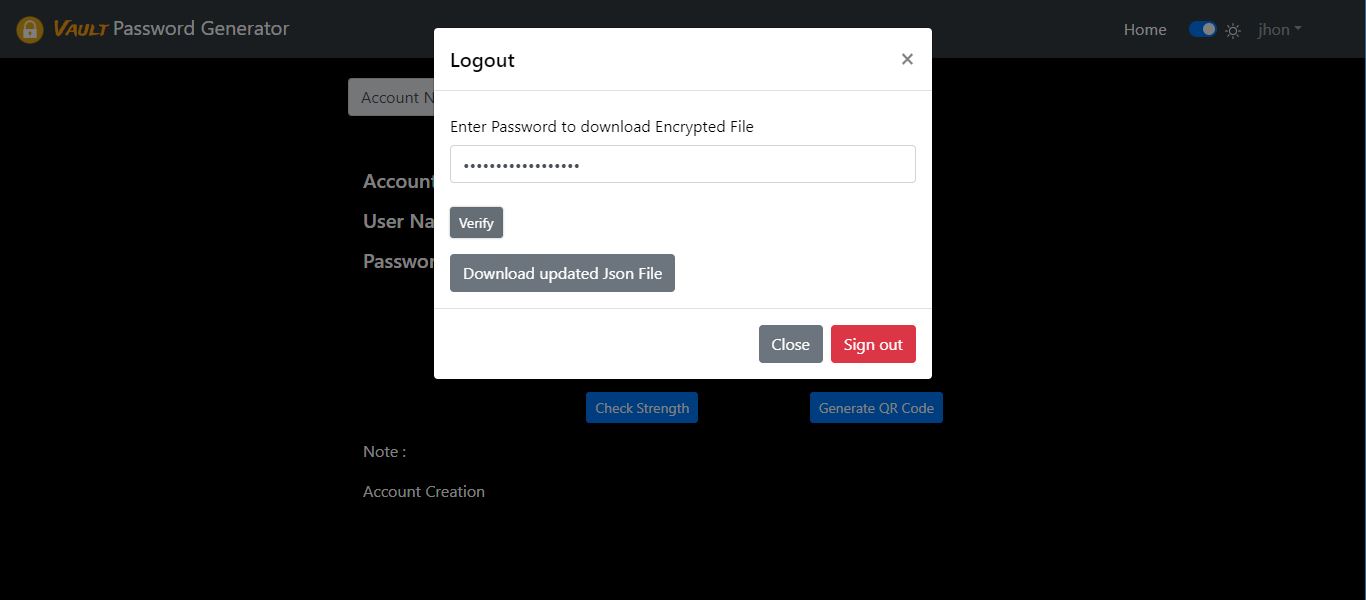 VAULT Password Generator
Home
jhon
Logout
×
Account N
Enter Password to download Encrypted File
••••••••••••••••••
Account
User Na
Passwor
Verify
Download updated Json File
Close
Sign out
Check Strength
Generate QR Code
Note :
Account Creation